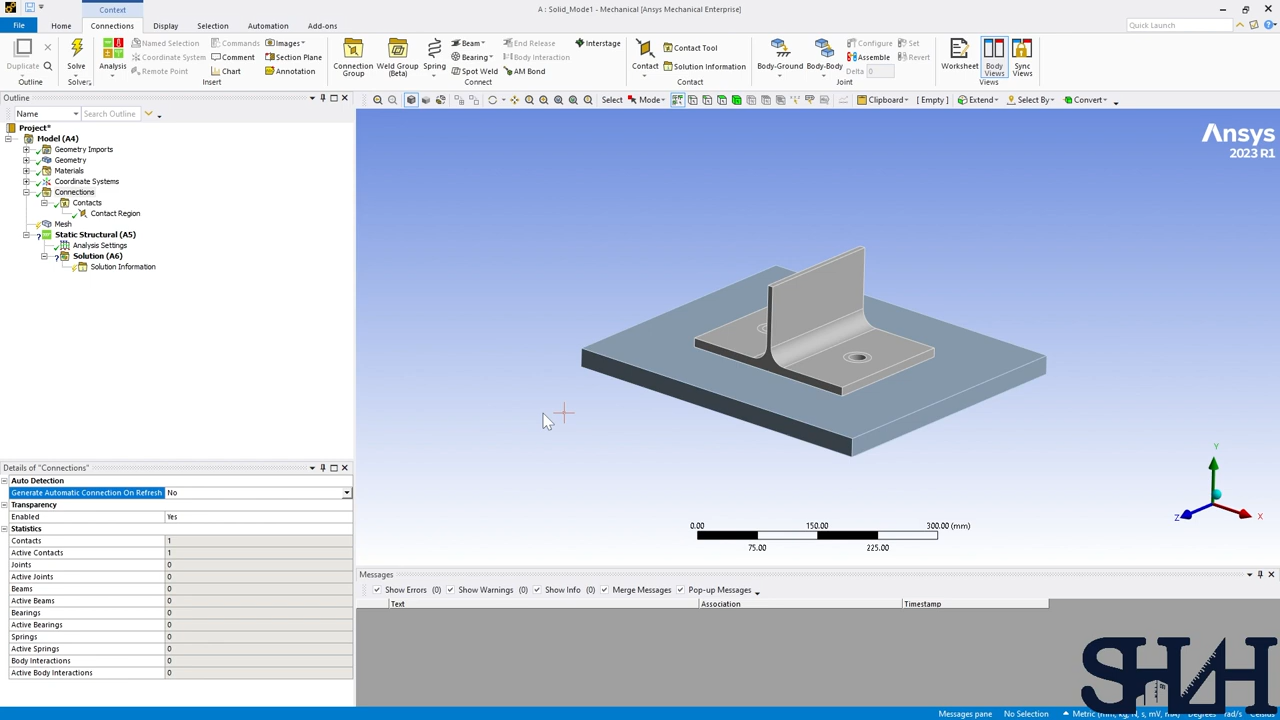 Context
A : Solid_Mode1 - Mechanical [Ansys Mechanical Enterprise]
File Home Connections Display Selection Automation Add-ons Quick Launch
Duplicate
Outline
Solve
Solver
Analysis
Named Selection Commands Images
Coordinate System Comment Section Plane
Remote Point Chart Annotation
Insert
Connection Group
Weld Group (Beta)
Spring
Beam End Release Interstage
Bearing Body Interaction
Spot Weld AM Bond
Connect
Contact
Contact Tool
Solution Information
Contact
Body-Ground Body-Body
Configure Set
Assemble Revert
Delta 0
Joint
Worksheet
Body Views
Sync Views
Views
Outline
Name Search Outline
Select Mode Clipboard [ Empty ] Extend Select By Convert
Project*
Model (A4)
Geometry Imports
Geometry
Materials
Coordinate Systems
Connections
Contacts
Contact Region
Mesh
Static Structural (A5)
Analysis Settings
Solution (A6)
Solution Information
Ansys
2023 R1
Y
Z
X
0.00 150.00 300.00 (mm)
75.00 225.00
Details of "Connections"
Auto Detection
Generate Automatic Connection On Refresh No
Transparency
Enabled Yes
Statistics
Contacts 1
Active Contacts 1
Joints 0
Active Joints 0
Beams 0
Active Beams 0
Bearings 0
Active Bearings 0
Springs 0
Active Springs 0
Body Interactions 0
Active Body Interactions 0
Messages
Show Errors (0) Show Warnings (0) Show Info (0) Merge Messages Pop-up Messages
Text Association Timestamp
Messages pane No Selection Metric (mm, kg, N, s, mV, mA) Degrees rad/s Celsius